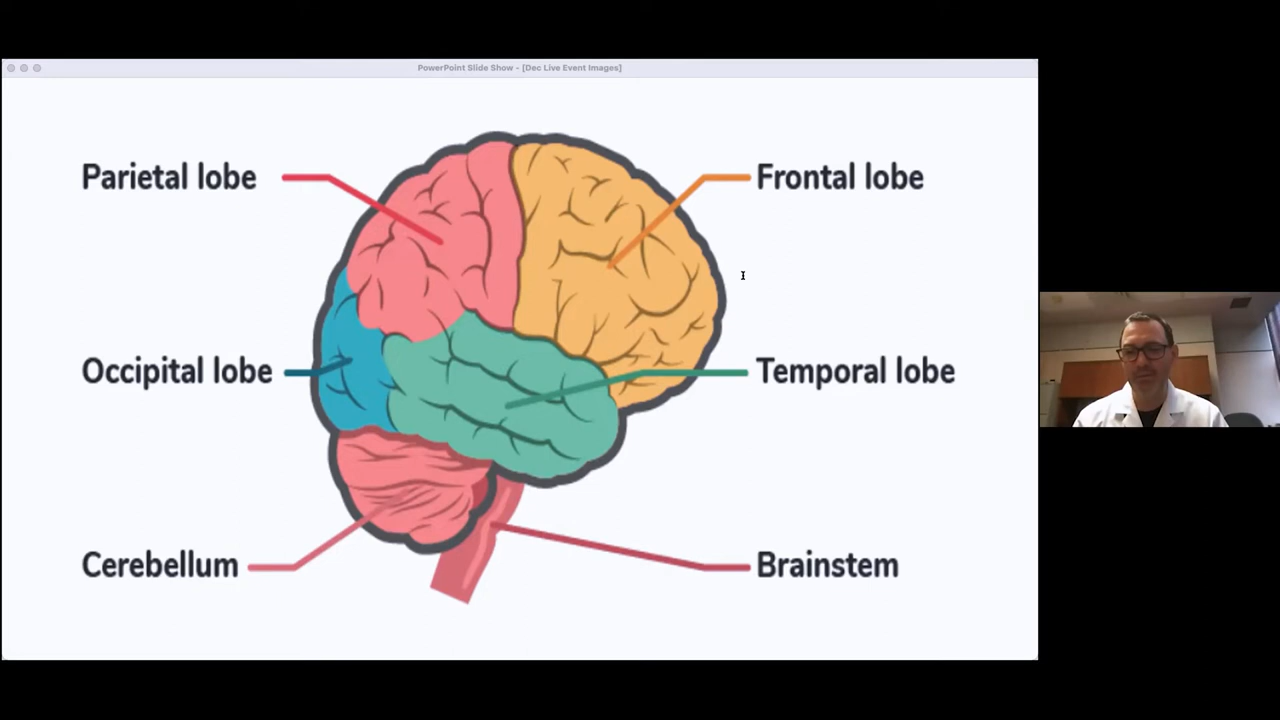 PowerPoint Slide Show - [Dec Live Event Images]
Parietal lobe
Frontal lobe
Occipital lobe
Temporal lobe
Cerebellum
Brainstem